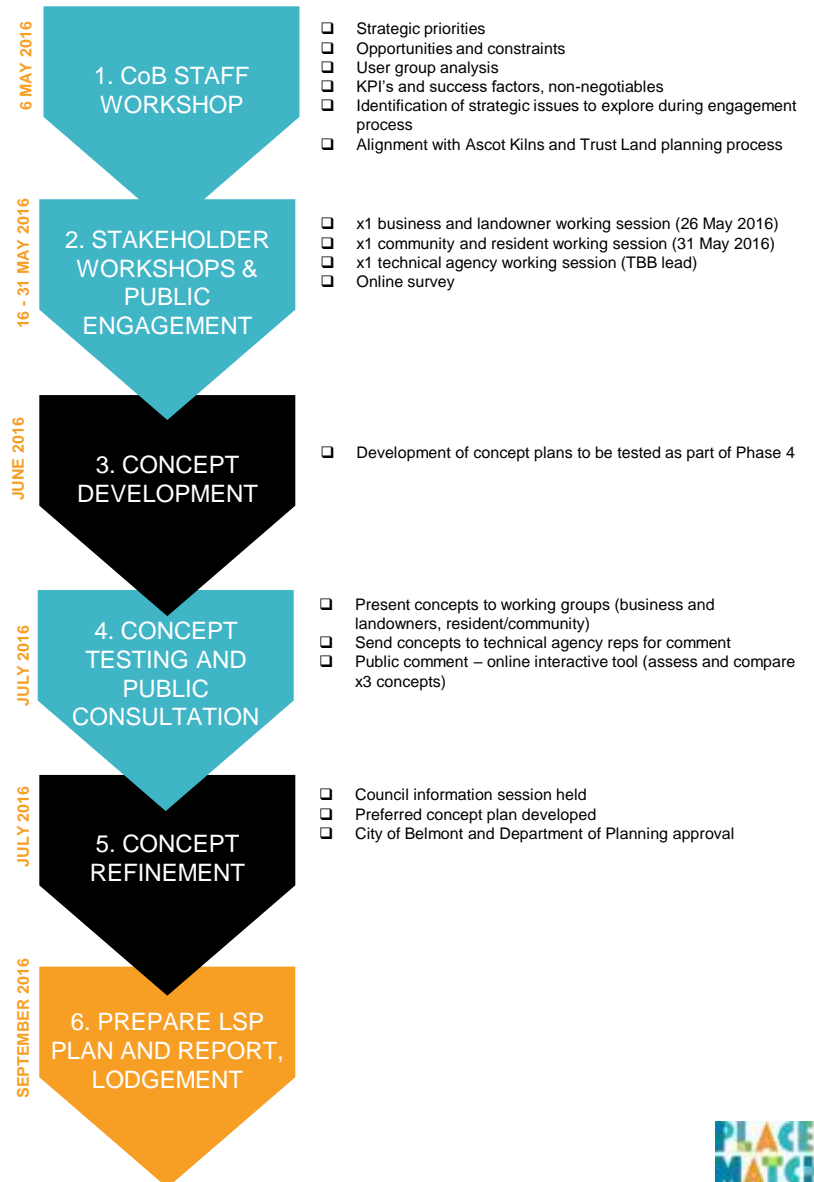 6 MAY 2016
1. CoB STAFF
WORKSHOP
❑ Strategic priorities
❑ Opportunities and constraints
❑ User group analysis
❑ KPI's and success factors, non-negotiables
❑ Identification of strategic issues to explore during engagement
process
❑ Alignment with Ascot Kilns and Trust Land planning process
16 - 31 MAY 2016
2. STAKEHOLDER
WORKSHOPS &
PUBLIC
ENGAGEMENT
❑ x1 business and landowner working session (26 May 2016)
❑ x1 community and resident working session (31 May 2016)
❑ x1 technical agency working session (TBB lead)
❑ Online survey
JUNE 2016
3. CONCEPT
DEVELOPMENT
❑ Development of concept plans to be tested as part of Phase 4
JULY 2016
4. CONCEPT
TESTING AND
PUBLIC
CONSULTATION
❑ Present concepts to working groups (business and
landowners, resident/community)
❑ Send concepts to technical agency reps for comment
❑ Public comment – online interactive tool (assess and compare
x3 concepts)
JULY 2016
5. CONCEPT
REFINEMENT
❑ Council information session held
❑ Preferred concept plan developed
❑ City of Belmont and Department of Planning approval
SEPTEMBER 2016
6. PREPARE LSP
PLAN AND REPORT,
LODGEMENT
PLACE
MATCH